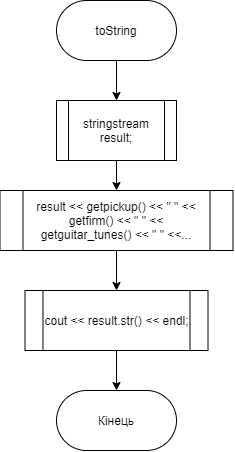 toString
stringstream
result;
result << getpickup() << " " <<
getfirm() << " " <<
getguitar_tunes() << " " <<...
cout << result.str() << endl;
Кінець